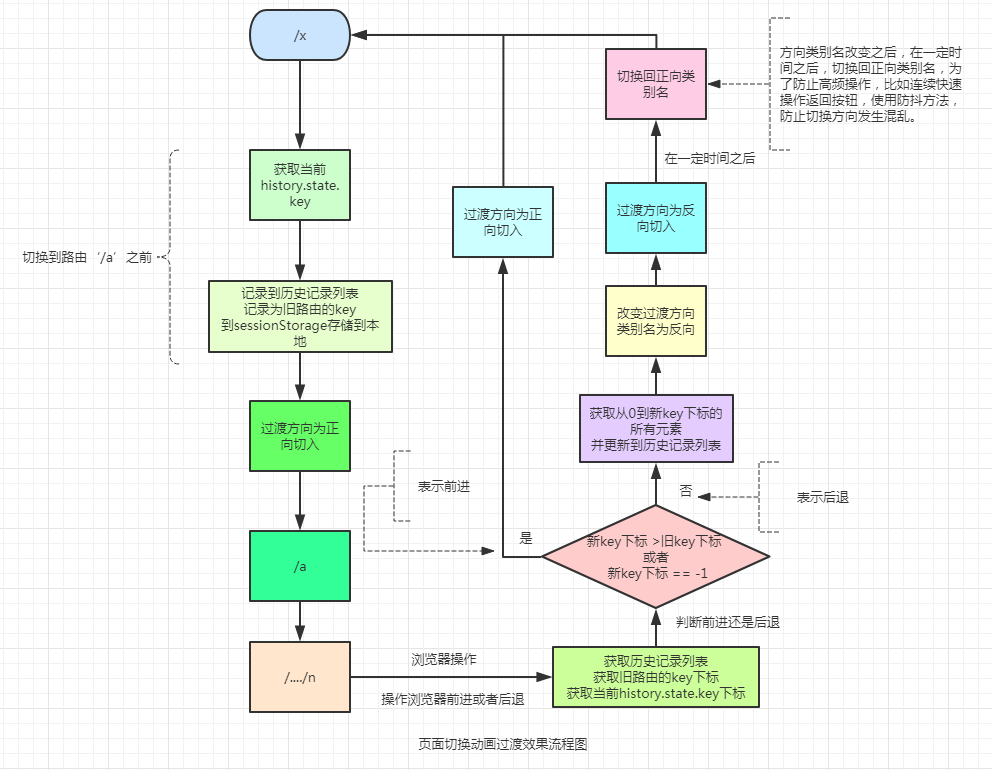 /x
获取当前
history.state.
key
切换到路由‘/a’之前
记录到历史记录列表
记录为旧路由的key
到sessionStorage存储到本
地
过渡方向为正
向切入
/a
/..../n
浏览器操作
操作浏览器前进或者后退
获取历史记录列表
获取旧路由的key下标
获取当前history.state.key下标
判断前进还是后退
新key下标 >旧key下标
或者
新key下标 == -1
是
表示前进
过渡方向为正
向切入
否
表示后退
获取从0到新key下标的
所有元素
并更新到历史记录列表
改变过渡方向
类别名为反向
过渡方向为反
向切入
在一定时间之后
切换回正向类
别名
方向类别名改变之后，在一定时
间之后，切换回正向类别名，为
了防止高频操作，比如连续快速
操作返回按钮，使用防抖方法，
防止切换方向发生混乱。
页面切换动画过渡效果流程图